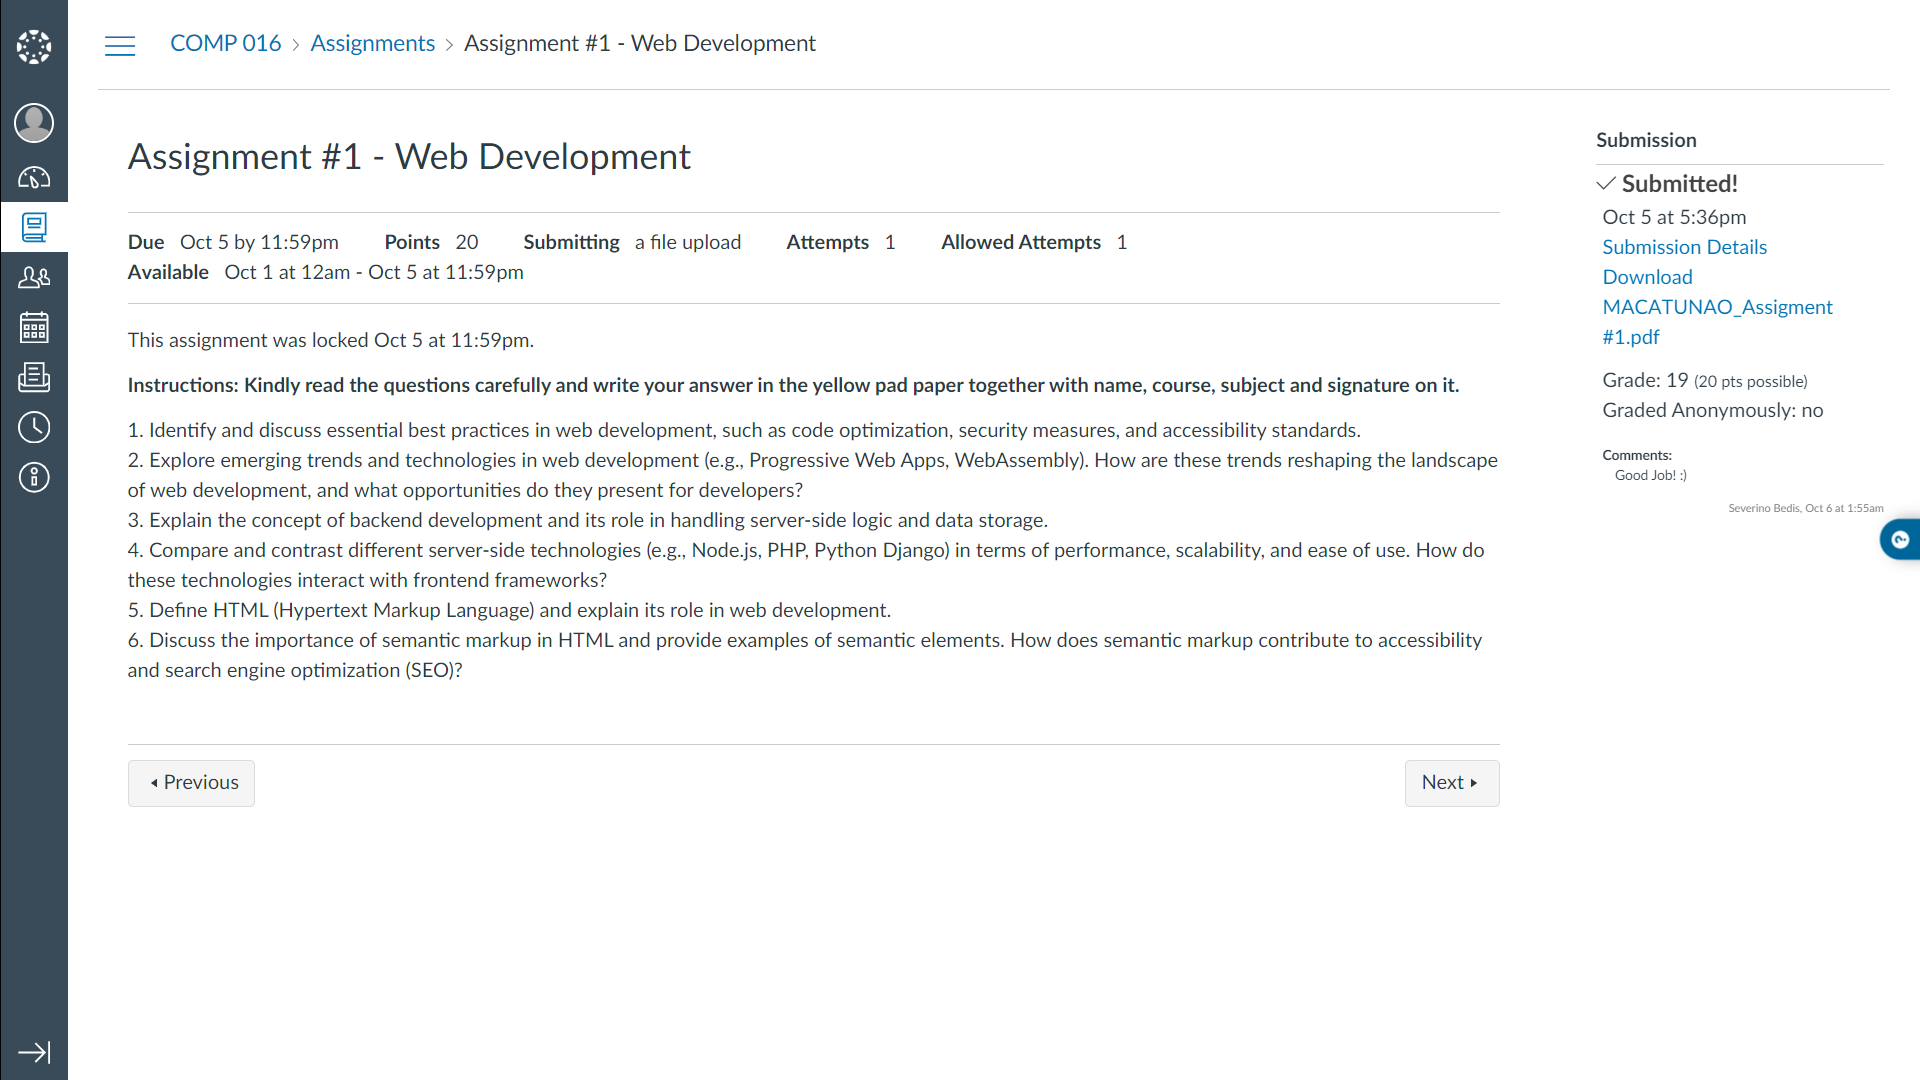 COMP 016 › Assignments › Assignment #1 - Web Development
Assignment #1 - Web Development
Due Oct 5 by 11:59pm Points 20 Submitting a file upload Attempts 1 Allowed Attempts 1
Available Oct 1 at 12am - Oct 5 at 11:59pm
This assignment was locked Oct 5 at 11:59pm.
Instructions: Kindly read the questions carefully and write your answer in the yellow pad paper together with name, course, subject and signature on it.
1. Identify and discuss essential best practices in web development, such as code optimization, security measures, and accessibility standards.
2. Explore emerging trends and technologies in web development (e.g., Progressive Web Apps, WebAssembly). How are these trends reshaping the landscape
of web development, and what opportunities do they present for developers?
3. Explain the concept of backend development and its role in handling server-side logic and data storage.
4. Compare and contrast different server-side technologies (e.g., Node.js, PHP, Python Django) in terms of performance, scalability, and ease of use. How do
these technologies interact with frontend frameworks?
5. Define HTML (Hypertext Markup Language) and explain its role in web development.
6. Discuss the importance of semantic markup in HTML and provide examples of semantic elements. How does semantic markup contribute to accessibility
and search engine optimization (SEO)?
Previous
Next
Submission
Submitted!
Oct 5 at 5:36pm
Submission Details
Download
MACATUNAO_Assigment
#1.pdf
Grade: 19 (20 pts possible)
Graded Anonymously: no
Comments:
Good Job! :)
Severino Bedis, Oct 6 at 1:55am